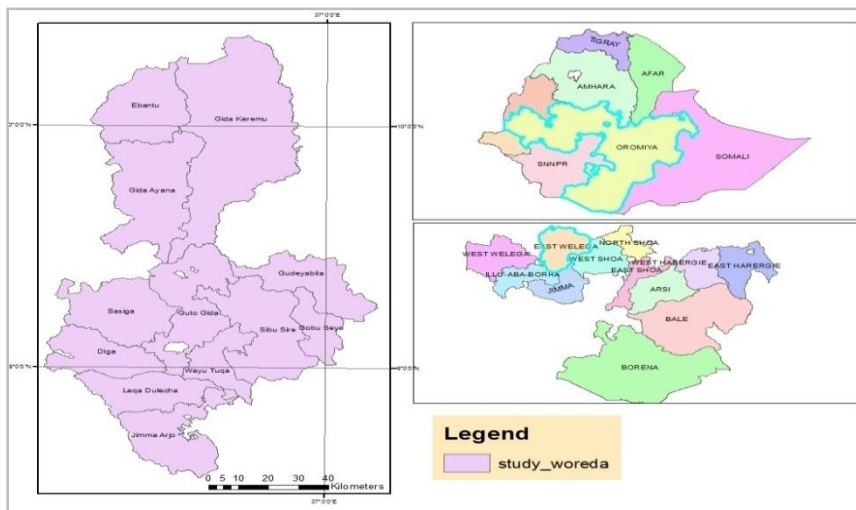 37°0'0"E
TIGRAY
AFAR
AMHARA
OROMIYA
SOMALI
SNNPR
10°0'0"N
Ebantu
Gida Keremu
Gida Ayana
Gudeyabila
Sasiga
Guto Gida
Sibu Sire
Gobu Seyo
Diga
Wayu Tuqa
Leqa Dulecha
Jimma Arjo
0 5 10 20 30 40
Kilometers
37°0'0"E
EAST WELEGA
NORTH SHOA
WEST WELEGA
WEST SHOA
WEST HARERGIE
EAST HARERGIE
ILLU-ABA-BORRA
EAST SHOA
JIMMA
ARSI
BALE
BORENA
9°0'0"N
Legend
study_woreda